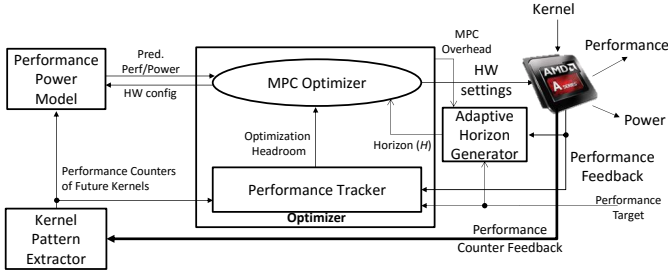 Kernel
MPC
Overhead
Performance
Performance
Power
Model
Pred.
Perf/Power
HW config
MPC Optimizer
HW
settings
AMD
A
SERIES
Power
Optimization
Headroom
Horizon (H)
Adaptive
Horizon
Generator
Performance
Feedback
Performance Counters
of Future Kernels
Performance Tracker
Optimizer
Performance
Target
Kernel
Pattern
Extractor
Performance
Counter Feedback